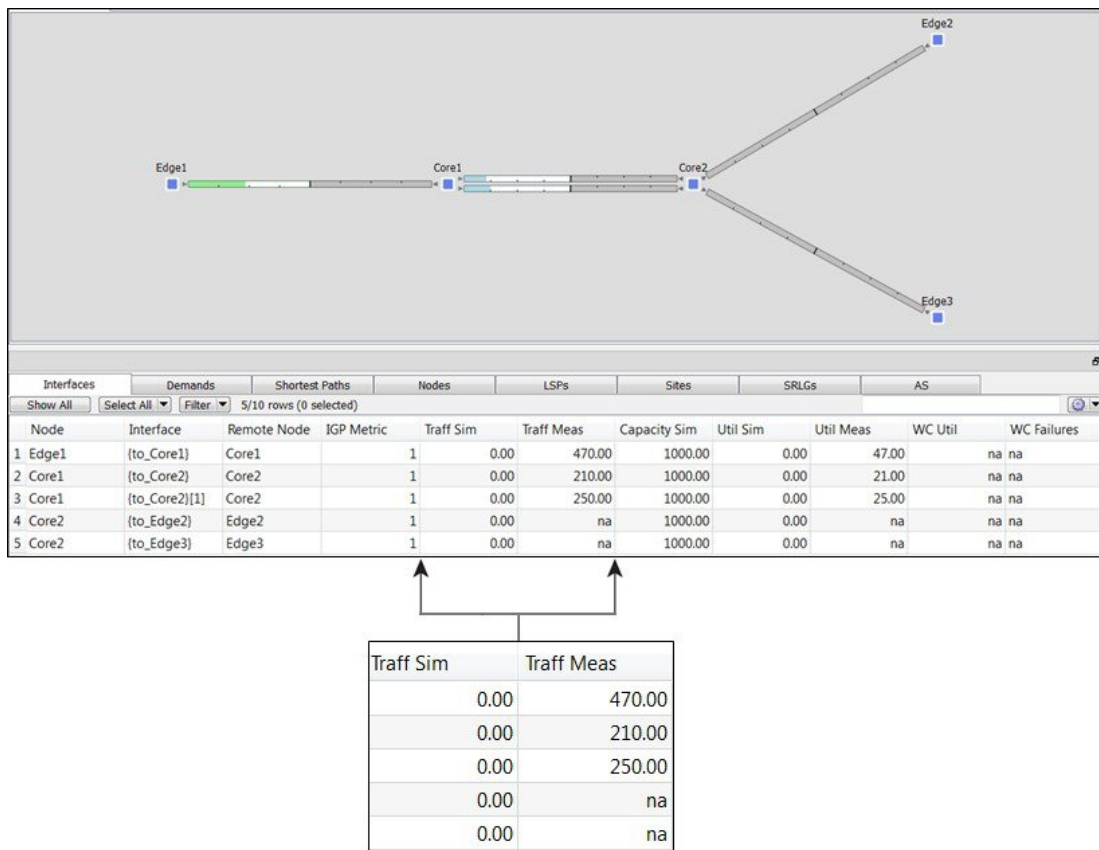 Edge2
Edge1 Core1 Core2
Edge3
Interfaces Demands Shortest Paths Nodes LSPs Sites SRLGs AS
Show All Select All Filter 5/10 rows (0 selected)
Node Interface Remote Node IGP Metric Traff Sim Traff Meas Capacity Sim Util Sim Util Meas WC Util WC Failures
1 Edge1 {to_Core1} Core1 1 0.00 470.00 1000.00 0.00 47.00 na na
2 Core1 {to_Core2} Core2 1 0.00 210.00 1000.00 0.00 21.00 na na
3 Core1 {to_Core2}[1] Core2 1 0.00 250.00 1000.00 0.00 25.00 na na
4 Core2 {to_Edge2} Edge2 1 0.00 na 1000.00 0.00 na na na
5 Core2 {to_Edge3} Edge3 1 0.00 na 1000.00 0.00 na na na
Traff Sim Traff Meas
0.00 470.00
0.00 210.00
0.00 250.00
0.00 na
0.00 na